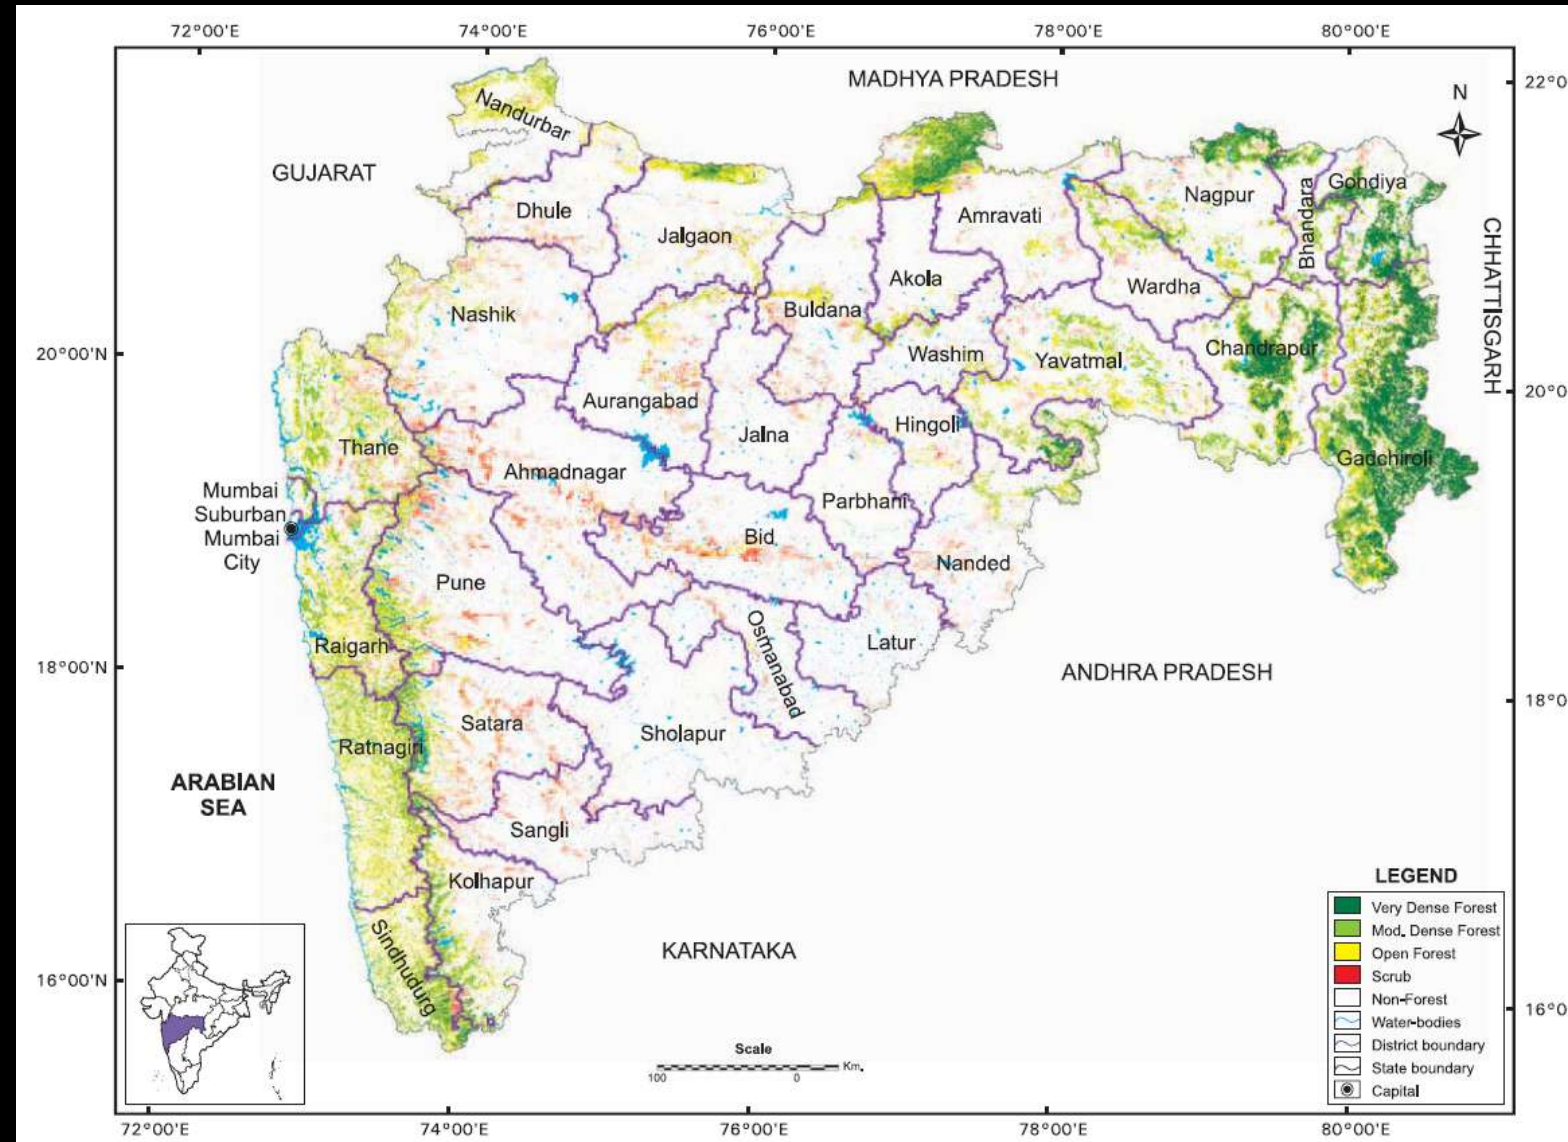 72°00'E
74°00'E
76°00'E
78°00'E
80°00'E
MADHYA PRADESH
22°0
N
Nandurbar
GUJARAT
Dhule
Jalgaon
Amravati
Nagpur
Bhandara
Gondiya
CHHATTISGARH
Akola
Wardha
Nashik
Buldana
20°00'N
Washim
Yavatmal
Chandrapur
20°0
Aurangabad
Jalna
Hingoli
Thane
Ahmadnagar
Gadchiroli
Mumbai
Suburban
Mumbai
City
Parbhani
Bid
Nanded
Pune
Raigarh
Osmanabad
Latur
18°00'N
ANDHRA PRADESH
18°0
Satara
Sholapur
Ratnagiri
ARABIAN
SEA
Sangli
Kolhapur
Sindhudurg
KARNATAKA
16°00'N
16°0
LEGEND
Very Dense Forest
Mod. Dense Forest
Open Forest
Scrub
Non-Forest
Water-bodies
District boundary
State boundary
Capital
Scale
100
0
Km.
72°00'E
74°00'E
76°00'E
78°00'E
80°00'E